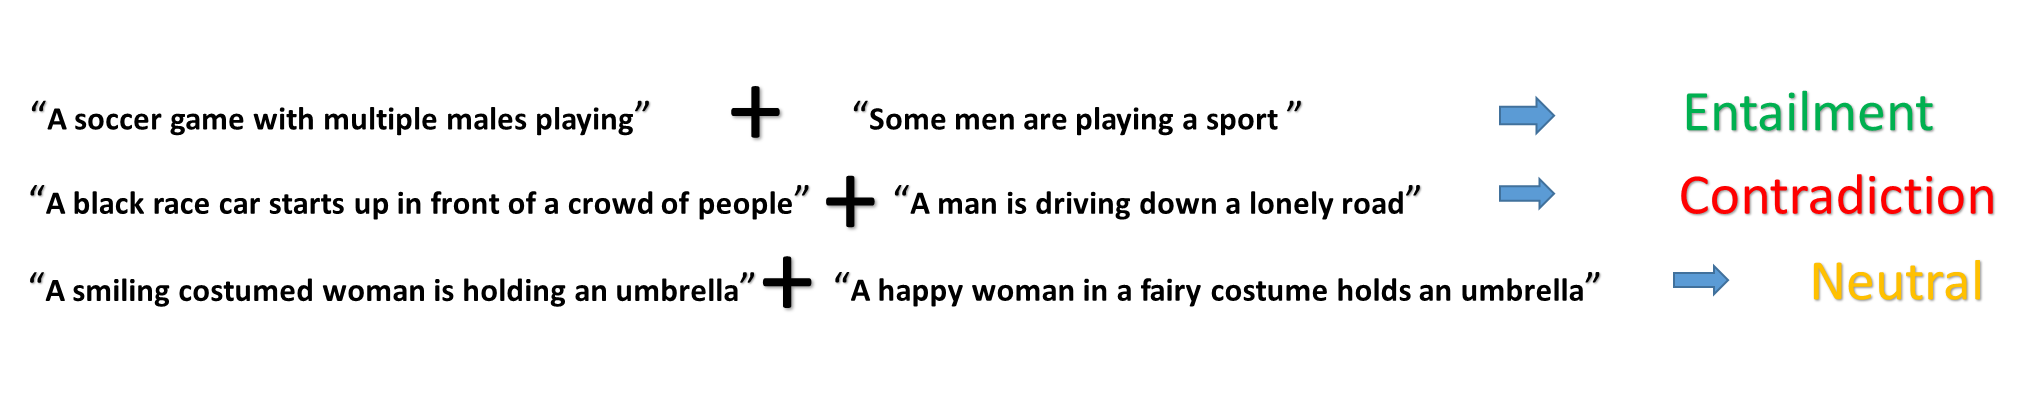 “A soccer game with multiple males playing” + “Some men are playing a sport ” Entailment
“A black race car starts up in front of a crowd of people” + “A man is driving down a lonely road” Contradiction
“A smiling costumed woman is holding an umbrella” + “A happy woman in a fairy costume holds an umbrella” Neutral